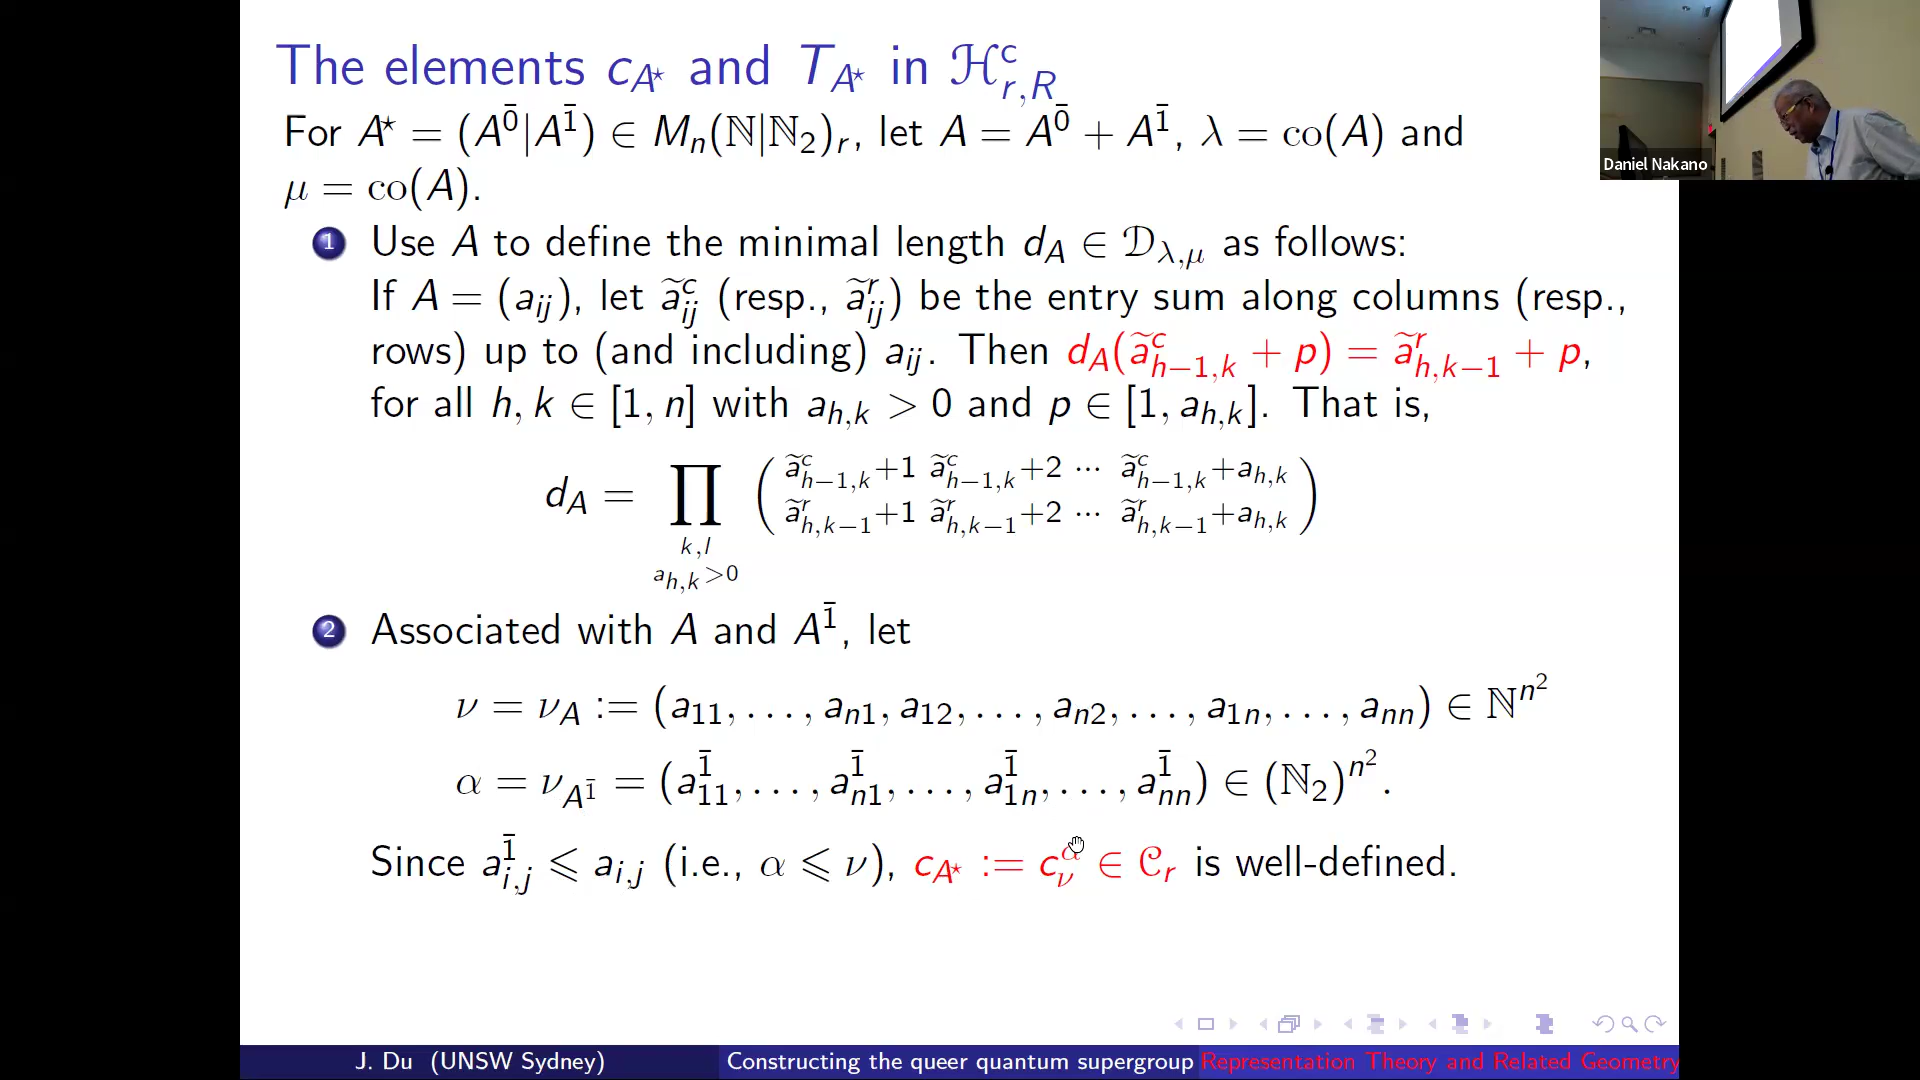 The elements c_{A⋆} and T_{A⋆} in ℋ^c_{r,R}
For A⋆ = (A^{0̄}|A^{1̄}) ∈ M_n(ℕ|ℕ₂)_r, let A = A^{0̄} + A^{1̄}, λ = co(A) and
μ = co(A).
1 Use A to define the minimal length d_A ∈ 𝒟_{λ,μ} as follows:
If A = (a_{ij}), let ã^c_{ij} (resp., ã^r_{ij}) be the entry sum along columns (resp.,
rows) up to (and including) a_{ij}. Then d_A(ã^c_{h−1,k} + p) = ã^r_{h,k−1} + p,
for all h, k ∈ [1, n] with a_{h,k} > 0 and p ∈ [1, a_{h,k}]. That is,
d_A = ∏_{k,l a_{h,k}>0} ( ã^c_{h−1,k}+1 ã^c_{h−1,k}+2 ⋯ ã^c_{h−1,k}+a_{h,k}
ã^r_{h,k−1}+1 ã^r_{h,k−1}+2 ⋯ ã^r_{h,k−1}+a_{h,k} )
2 Associated with A and A^{1̄}, let
ν = ν_A := (a_{11}, . . . , a_{n1}, a_{12}, . . . , a_{n2}, . . . , a_{1n}, . . . , a_{nn}) ∈ ℕ^{n²}
α = ν_{A^{1̄}} = (a^{1̄}_{11}, . . . , a^{1̄}_{n1}, . . . , a^{1̄}_{1n}, . . . , a^{1̄}_{nn}) ∈ (ℕ₂)^{n²}.
Since a^{1̄}_{i,j} ⩽ a_{i,j} (i.e., α ⩽ ν), c_{A⋆} := c^α_ν ∈ 𝒞_r is well-defined.
J. Du (UNSW Sydney)
Constructing the queer quantum supergroup
Representation Theory and Related Geometry
Daniel Nakano